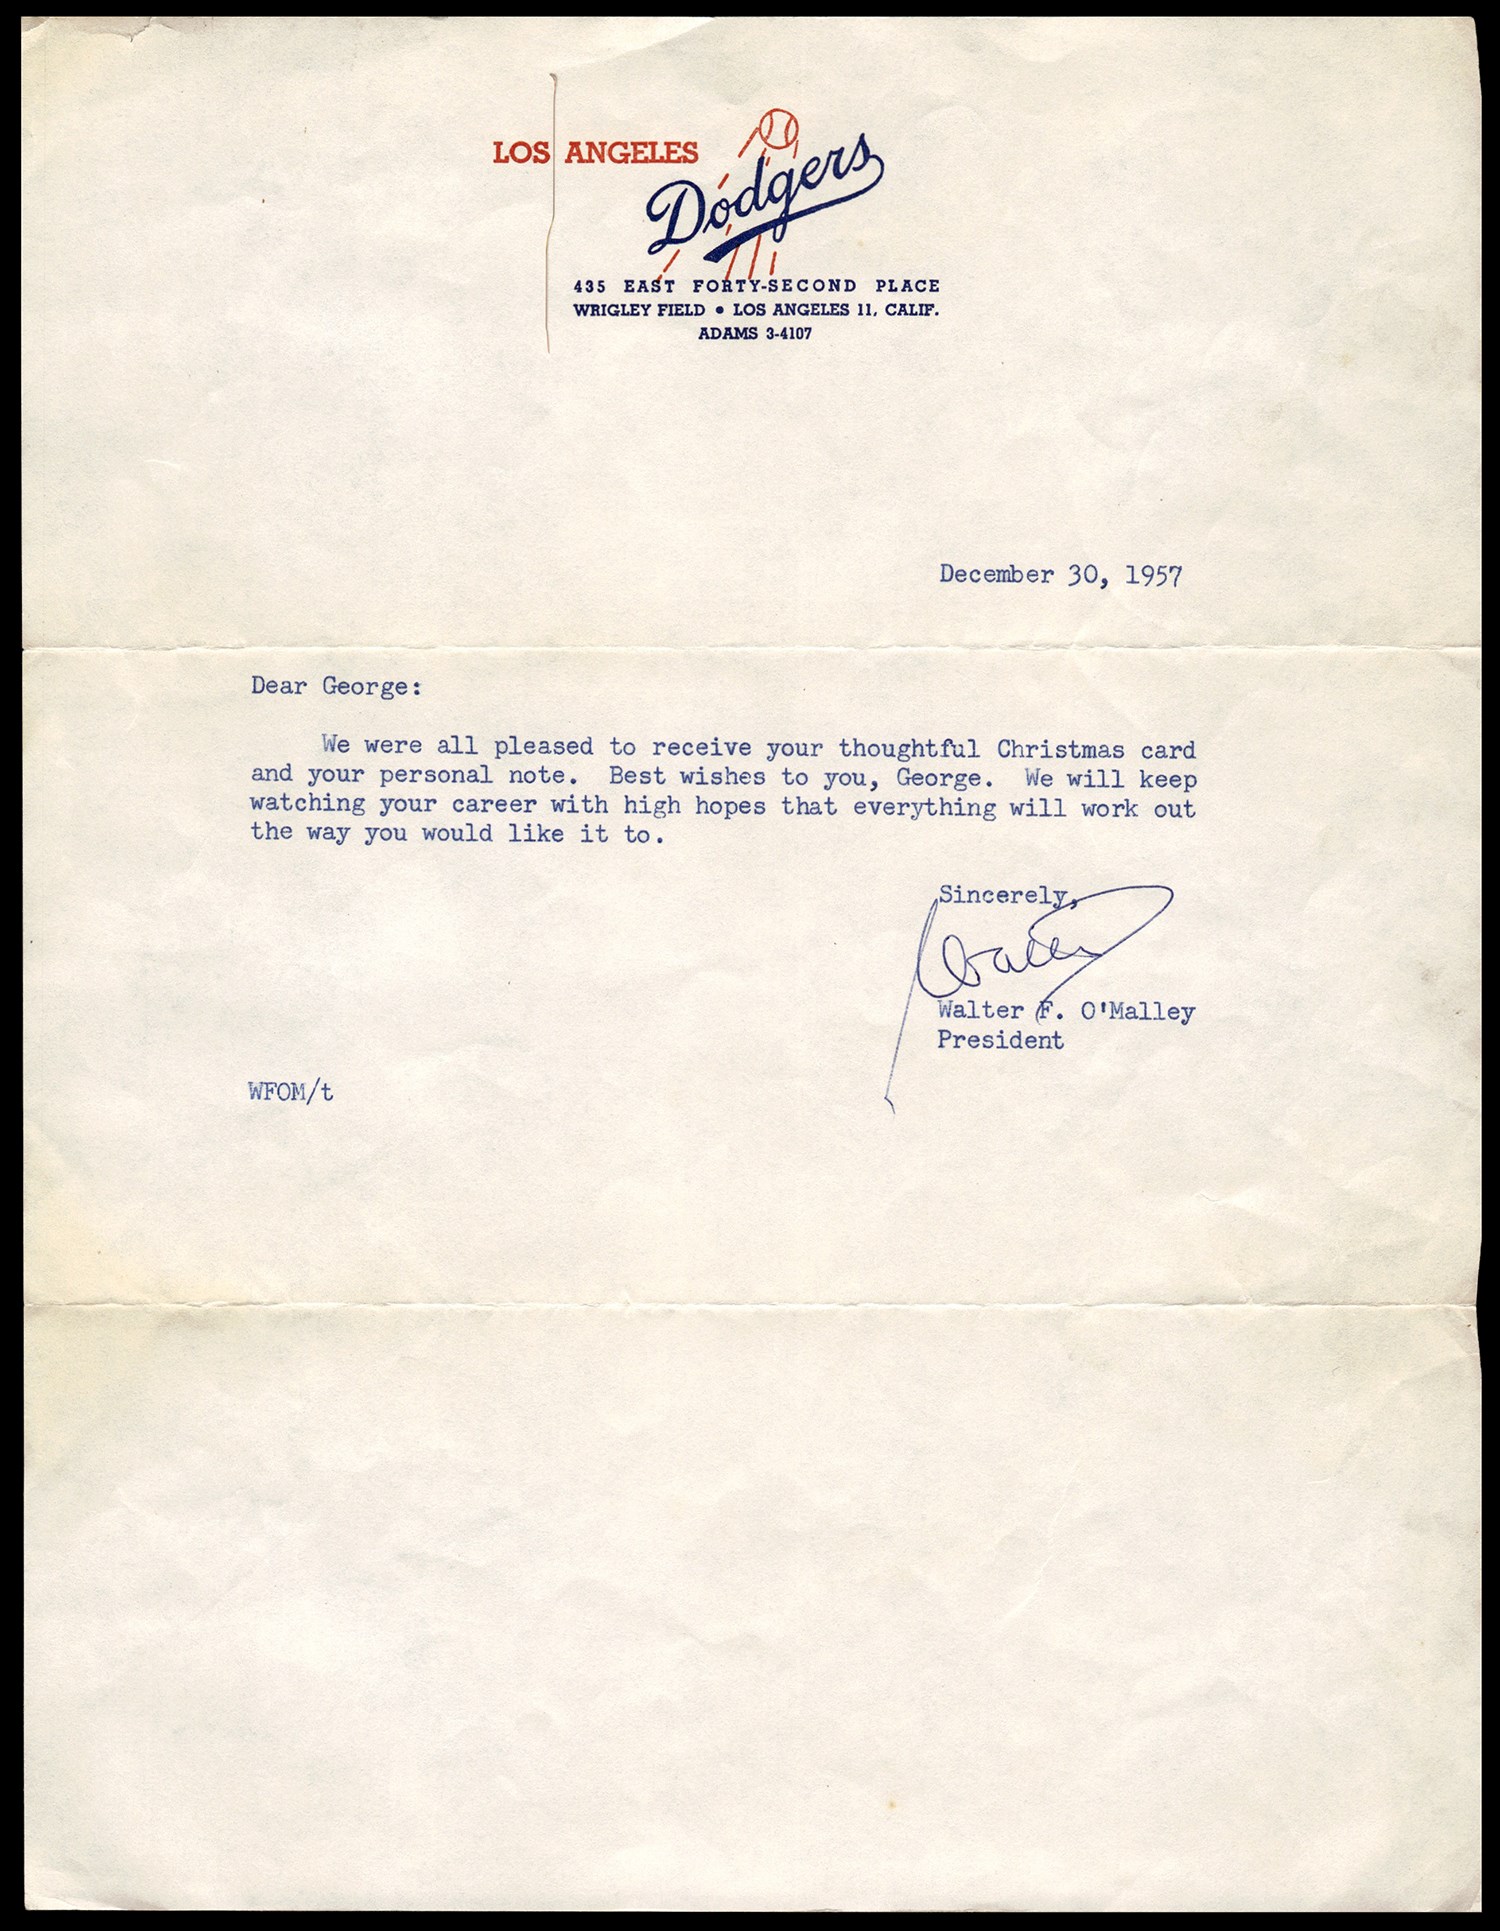 LOS ANGELES
Dodgers
435 EAST FORTY-SECOND PLACE
WRIGLEY FIELD • LOS ANGELES 11, CALIF.
ADAMS 3-4107
December 30, 1957
Dear George:
We were all pleased to receive your thoughtful Christmas card
and your personal note. Best wishes to you, George. We will keep
watching your career with high hopes that everything will work out
the way you would like it to.
Sincerely,
Walter
Walter F. O'Malley
President
WFOM/t